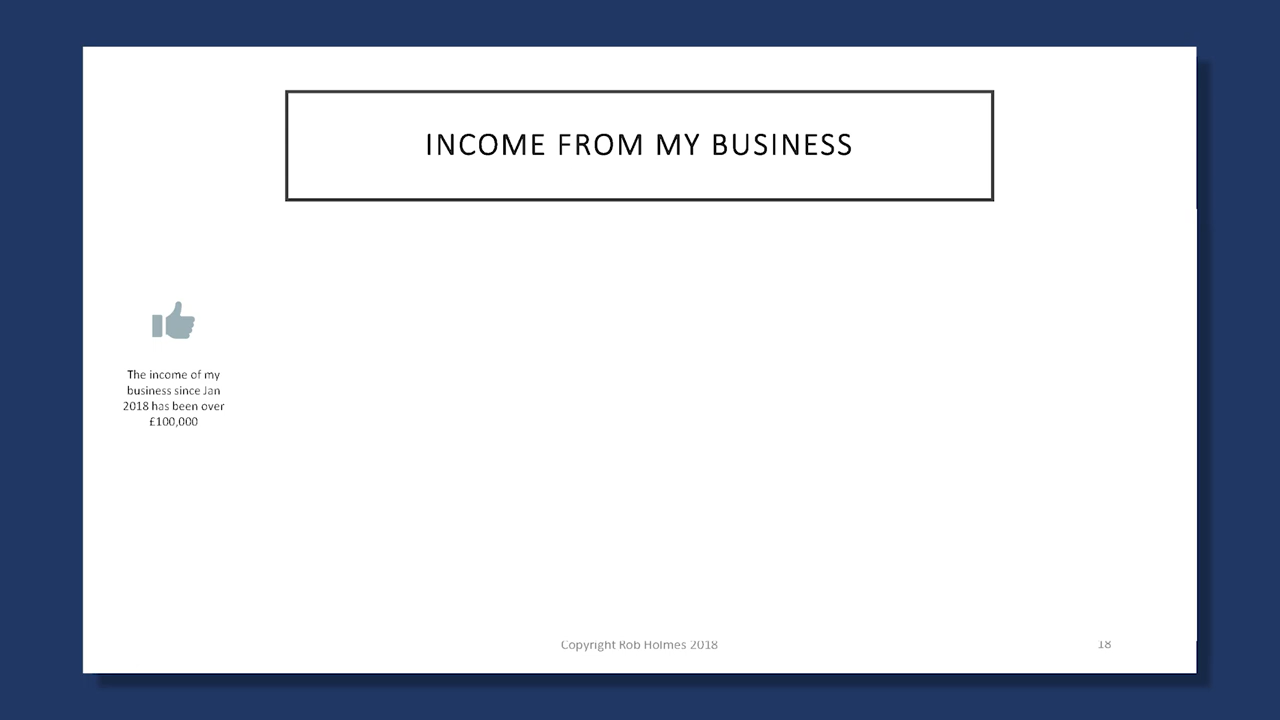 INCOME FROM MY BUSINESS
The income of my
business since Jan
2018 has been over
£100,000
Copyright Rob Holmes 2018
18